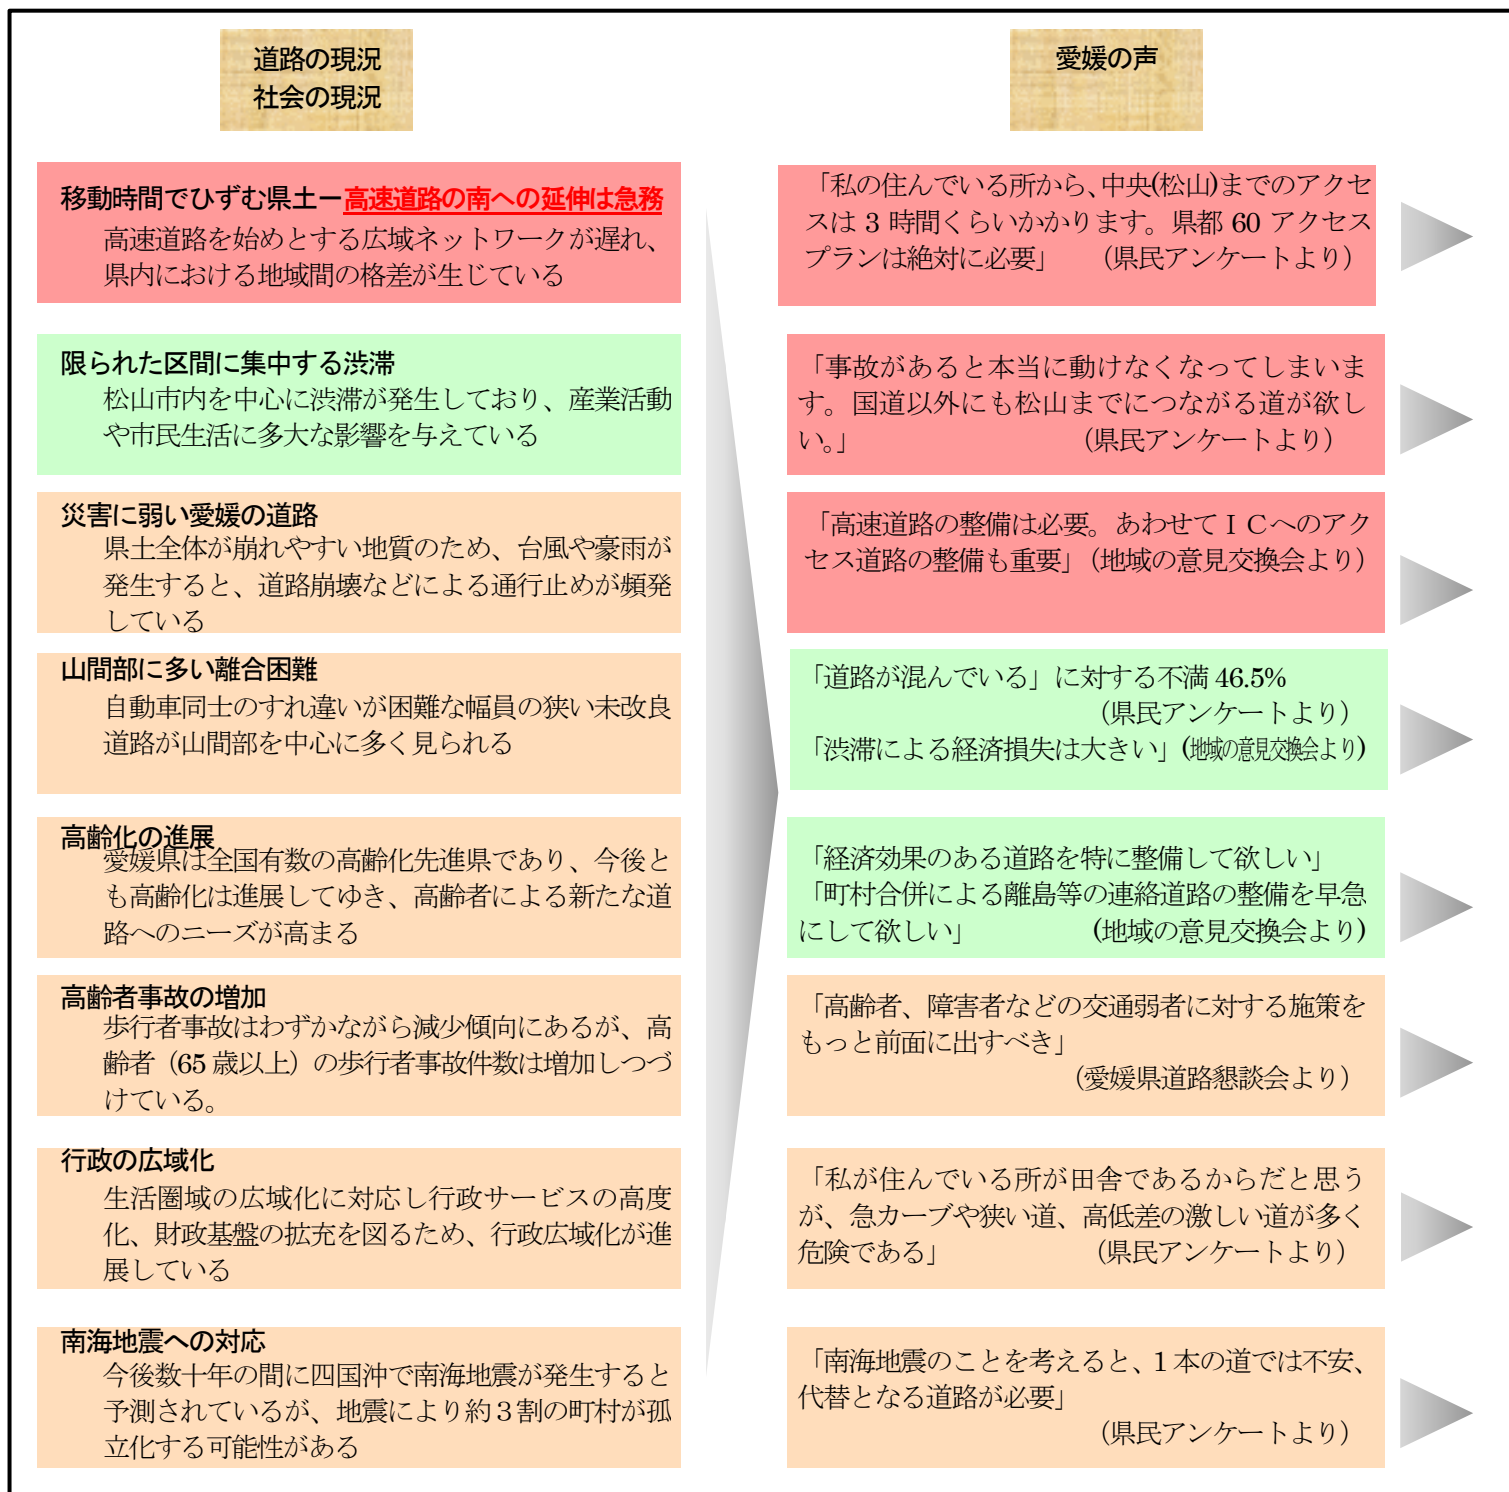 道路の現況
社会の現況
移動時間でひずむ県土ー高速道路の南への延伸は急務
高速道路を始めとする広域ネットワークが遅れ、
県内における地域間の格差が生じている
限られた区間に集中する渋滞
松山市内を中心に渋滞が発生しており、産業活動
や市民生活に多大な影響を与えている
災害に弱い愛媛の道路
県土全体が崩れやすい地質のため、台風や豪雨が
発生すると、道路崩壊などによる通行止めが頻発
している
山間部に多い離合困難
自動車同士のすれ違いが困難な幅員の狭い未改良
道路が山間部を中心に多く見られる
高齢化の進展
愛媛県は全国有数の高齢化先進県であり、今後と
も高齢化は進展してゆき、高齢者による新たな道
路へのニーズが高まる
高齢者事故の増加
歩行者事故はわずかながら減少傾向にあるが、高
齢者（65 歳以上）の歩行者事故件数は増加しつづ
けている。
行政の広域化
生活圏域の広域化に対応し行政サービスの高度
化、財政基盤の拡充を図るため、行政広域化が進
展している
南海地震への対応
今後数十年の間に四国沖で南海地震が発生すると
予測されているが、地震により約３割の町村が孤
立化する可能性がある
愛媛の声
「私の住んでいる所から、中央(松山)までのアクセ
スは 3 時間くらいかかります。県都 60 アクセス
プランは絶対に必要」　（県民アンケートより）
「事故があると本当に動けなくなってしまいま
す。国道以外にも松山までにつながる道が欲し
い。」　（県民アンケートより）
「高速道路の整備は必要。あわせてＩＣへのアク
セス道路の整備も重要」（地域の意見交換会より）
「道路が混んでいる」に対する不満 46.5%
（県民アンケートより）
「渋滞による経済損失は大きい」(地域の意見交換会より)
「経済効果のある道路を特に整備して欲しい」
「町村合併による離島等の連絡道路の整備を早急
にして欲しい」　(地域の意見交換会より)
「高齢者、障害者などの交通弱者に対する施策を
もっと前面に出すべき」
（愛媛県道路懇談会より）
「私が住んでいる所が田舎であるからだと思う
が、急カーブや狭い道、高低差の激しい道が多く
危険である」　（県民アンケートより）
「南海地震のことを考えると、１本の道では不安、
代替となる道路が必要」
（県民アンケートより）